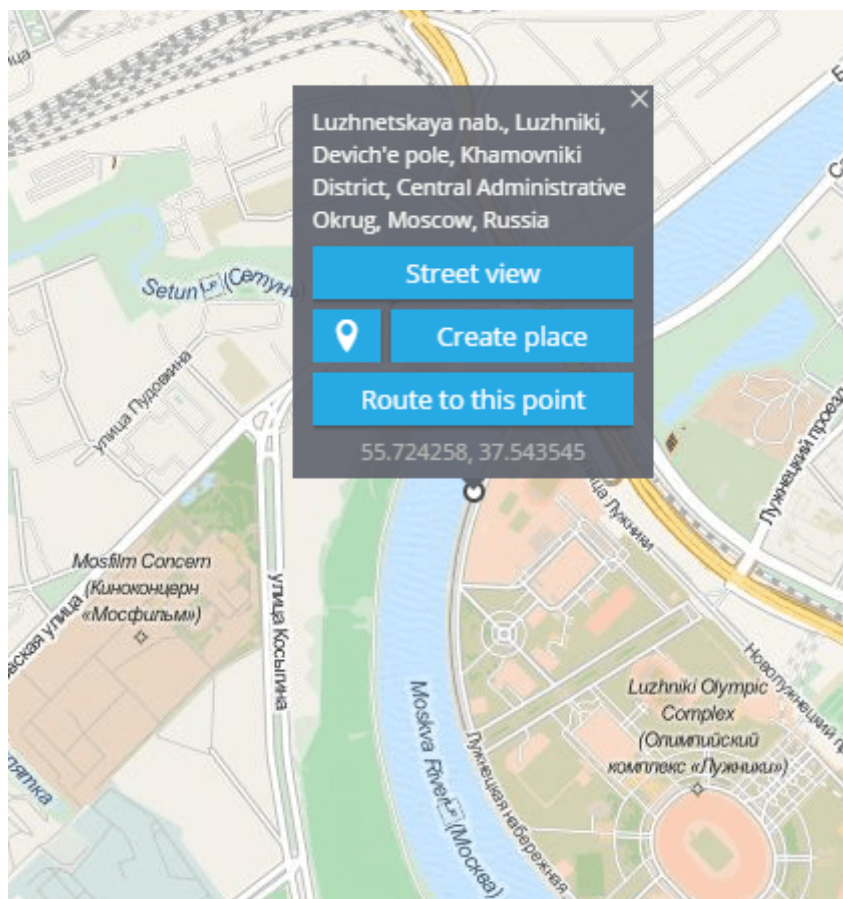 Luzhnetskaya nab., Luzhniki,
Devich'e pole, Khamovniki
District, Central Administrative
Okrug, Moscow, Russia
Street view
Create place
Route to this point
55.724258, 37.543545
Setun
(Сетунь
улица Пудовкина
улица Лужники
Лужнецкий проезд
Mosfilm Concern
(Киноконцерн
«Мосфильм»)
улица Косыгина
Luzhniki Olympic
Complex
(Олимпийский
комплекс «Лужники»)
Moskva River
(Москва)
Лужнецкая набережная